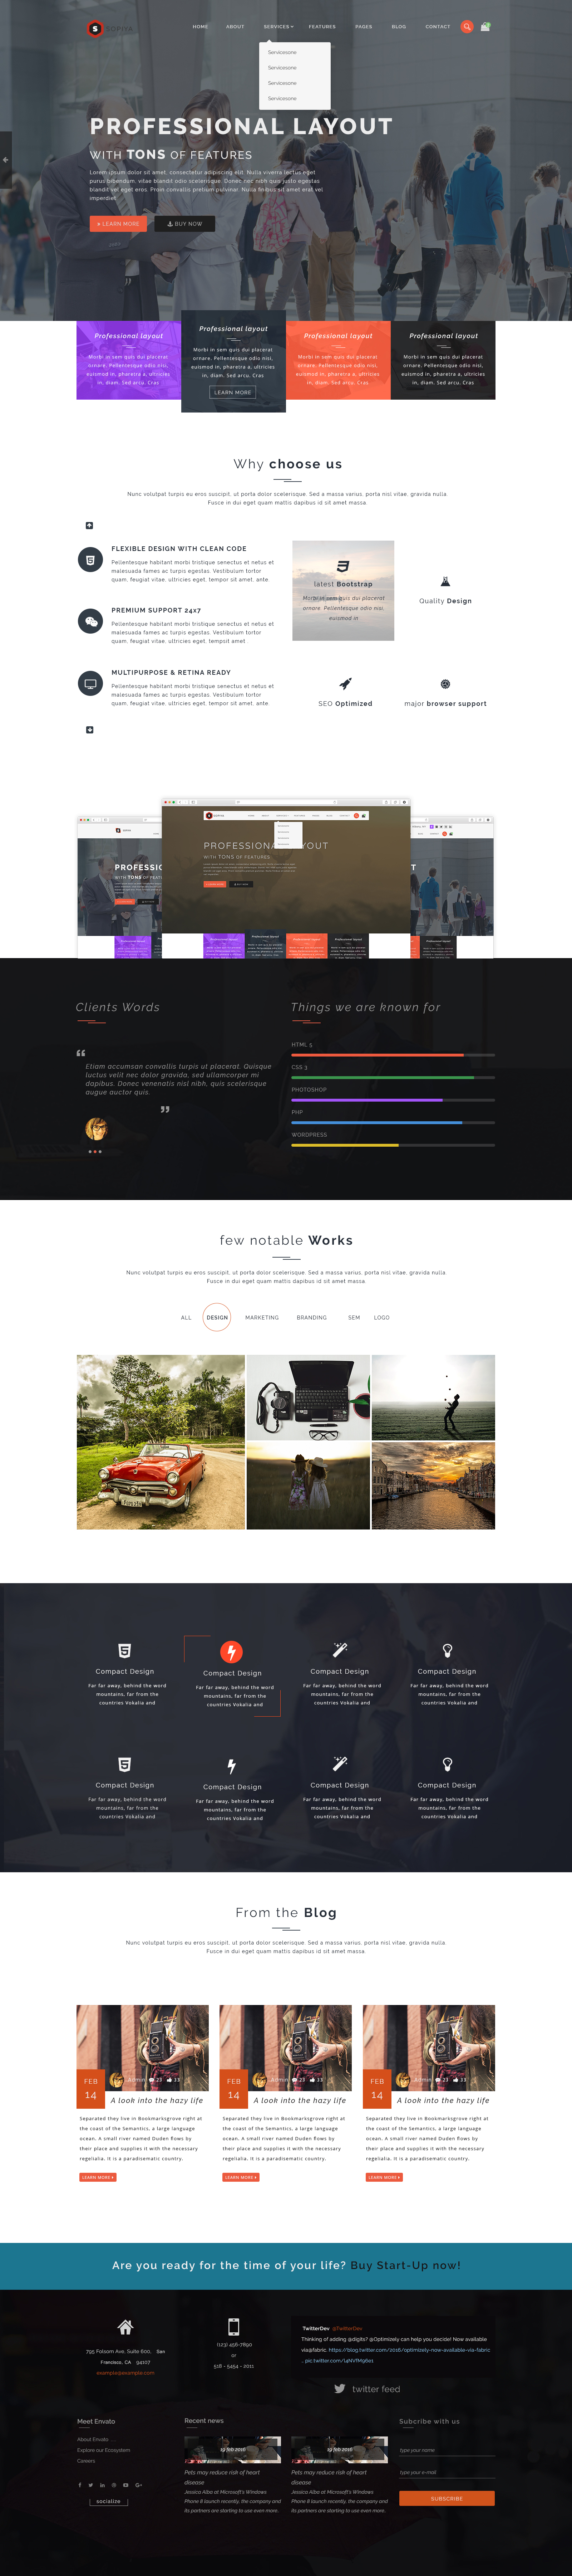 S SOFIYA
HOME ABOUT SERVICES FEATURES PAGES BLOG CONTACT
Servicesone
Servicesone
Servicesone
Servicesone
PROFESSIONAL LAYOUT
WITH TONS OF FEATURES
Lorem ipsum dolor sit amet, consectetur adipiscing elit. Nulla viverra lectus eget
purus bibendum, vitae blandit odio scelerisque. Donec nec nibh quis justo egestas
blandit vel eget eros. Proin convallis pretium pulvinar. Nulla finibus sit amet erat vel
imperdiet.
LEARN MORE BUY NOW
Professional layout
Morbi in sem quis dui placerat
ornare. Pellentesque odio nisi,
euismod in, pharetra a, ultricies
in, diam. Sed arcu. Cras
Professional layout
Morbi in sem quis dui placerat
ornare. Pellentesque odio nisi,
euismod in, pharetra a, ultricies
in, diam. Sed arcu. Cras
LEARN MORE
Professional layout
Morbi in sem quis dui placerat
ornare. Pellentesque odio nisi,
euismod in, pharetra a, ultricies
in, diam. Sed arcu. Cras
Professional layout
Morbi in sem quis dui placerat
ornare. Pellentesque odio nisi,
euismod in, pharetra a, ultricies
in, diam. Sed arcu. Cras
Why choose us
Nunc volutpat turpis eu eros suscipit, ut porta dolor scelerisque. Sed a massa varius, porta nisl vitae, gravida nulla.
Fusce in dui eget quam mattis dapibus id sit amet massa.
FLEXIBLE DESIGN WITH CLEAN CODE
Pellentesque habitant morbi tristique senectus et netus et
malesuada fames ac turpis egestas. Vestibulum tortor
quam, feugiat vitae, ultricies eget, tempor sit amet, ante.
PREMIUM SUPPORT 24x7
Pellentesque habitant morbi tristique senectus et netus et
malesuada fames ac turpis egestas. Vestibulum tortor
quam, feugiat vitae, ultricies eget, tempsit amet.
MULTIPURPOSE & RETINA READY
Pellentesque habitant morbi tristique senectus et netus et
malesuada fames ac turpis egestas. Vestibulum tortor
quam, feugiat vitae, ultricies eget, tempor sit amet, ante.
latest Bootstrap
Morbi in sem quis dui placerat
ornare. Pellentesque odio nisi,
euismod in
Quality Design
SEO Optimized
major browser support
PROFESSIONAL LAYOUT
WITH TONS OF FEATURES
Clients Words
Etiam accumsan convallis turpis ut placerat. Quisque
luctus velit nec dolor gravida, sed ullamcorper mi
dapibus. Donec venenatis nisl nibh, quis scelerisque
augue auctor quis.
Things we are known for
HTML 5
CSS 3
PHOTOSHOP
PHP
WORDPRESS
few notable Works
Nunc volutpat turpis eu eros suscipit, ut porta dolor scelerisque. Sed a massa varius, porta nisl vitae, gravida nulla.
Fusce in dui eget quam mattis dapibus id sit amet massa.
ALL DESIGN MARKETING BRANDING SEM LOGO
Compact Design
Far far away, behind the word
mountains, far from the
countries Vokalia and
Compact Design
Far far away, behind the word
mountains, far from the
countries Vokalia and
Compact Design
Far far away, behind the word
mountains, far from the
countries Vokalia and
Compact Design
Far far away, behind the word
mountains, far from the
countries Vokalia and
Compact Design
Far far away, behind the word
mountains, far from the
countries Vokalia and
Compact Design
Far far away, behind the word
mountains, far from the
countries Vokalia and
Compact Design
Far far away, behind the word
mountains, far from the
countries Vokalia and
Compact Design
Far far away, behind the word
mountains, far from the
countries Vokalia and
From the Blog
Nunc volutpat turpis eu eros suscipit, ut porta dolor scelerisque. Sed a massa varius, porta nisl vitae, gravida nulla.
Fusce in dui eget quam mattis dapibus id sit amet massa.
FEB
14
Admin 23 33
A look into the hazy life
Separated they live in Bookmarksgrove right at
the coast of the Semantics, a large language
ocean. A small river named Duden flows by
their place and supplies it with the necessary
regelialia. It is a paradisematic country.
LEARN MORE
FEB
14
Admin 23 33
A look into the hazy life
Separated they live in Bookmarksgrove right at
the coast of the Semantics, a large language
ocean. A small river named Duden flows by
their place and supplies it with the necessary
regelialia. It is a paradisematic country.
LEARN MORE
FEB
14
Admin 23 33
A look into the hazy life
Separated they live in Bookmarksgrove right at
the coast of the Semantics, a large language
ocean. A small river named Duden flows by
their place and supplies it with the necessary
regelialia. It is a paradisematic country.
LEARN MORE
Are you ready for the time of your life? Buy Start-Up now!
795 Folsom Ave, Suite 600, San
Francisco, CA 94107
example@example.com
(123) 456-7890
or
518 - 5454 - 2011
TwitterDev @TwitterDev
Thinking of adding @digits? @Optimizely can help you decide! Now available
via@fabric. https://blog.twitter.com/2016/optimizely-now-available-via-fabric
… pic.twitter.com/l4NVfM9601
twitter feed
Meet Envato
About Envato
Explore our Ecosystem
Careers
socialize
Recent news
19 feb 2016
Pets may reduce risk of heart
disease
Jessica Alba at Microsoft's Windows
Phone 8 launch recently, the company and
its partners are starting to use even more.
19 feb 2016
Pets may reduce risk of heart
disease
Jessica Alba at Microsoft's Windows
Phone 8 launch recently, the company and
its partners are starting to use even more.
Subcribe with us
type your name
type your e-mail
SUBSCRIBE